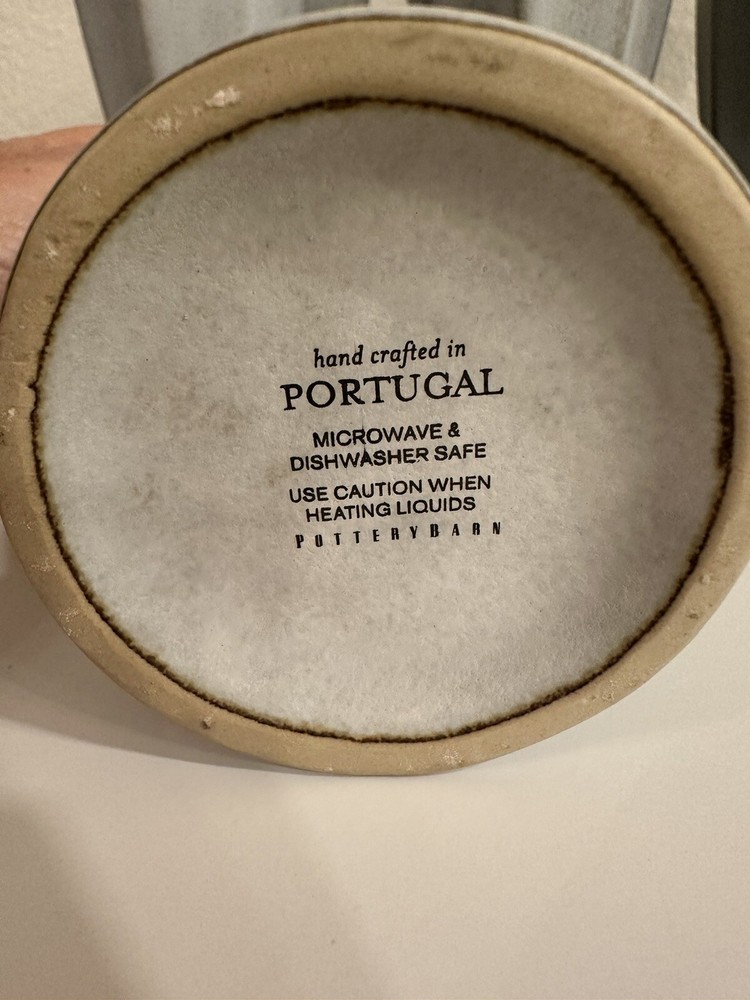 hand crafted in
PORTUGAL
MICROWAVE &
DISHWASHER SAFE
USE CAUTION WHEN
HEATING LIQUIDS
POTTERYBARN